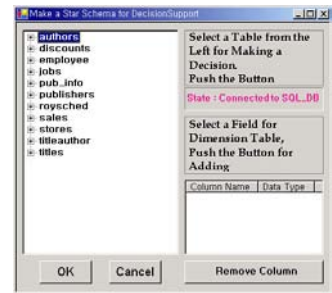 Make a Star Schema for DecisionSupport
authors
discounts
employee
jobs
pub_info
publishers
roysched
sales
stores
titleauthor
titles
Select a Table from the
Left for Making a
Decision.
Push the Button
State : Connected to SQL_DB
Select a Field for
Dimension Table,
Push the Button for
Adding
Column Name Data Type
OK Cancel Remove Column